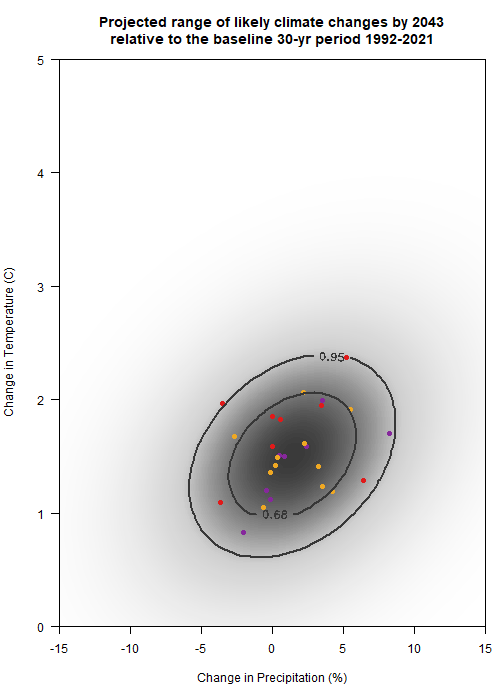 Projected range of likely climate changes by 2043
relative to the baseline 30-yr period 1992-2021
5
4
3
2
1
0
Change in Temperature (C)
0.95
0.68
-15 -10 -5 0 5 10 15
Change in Precipitation (%)